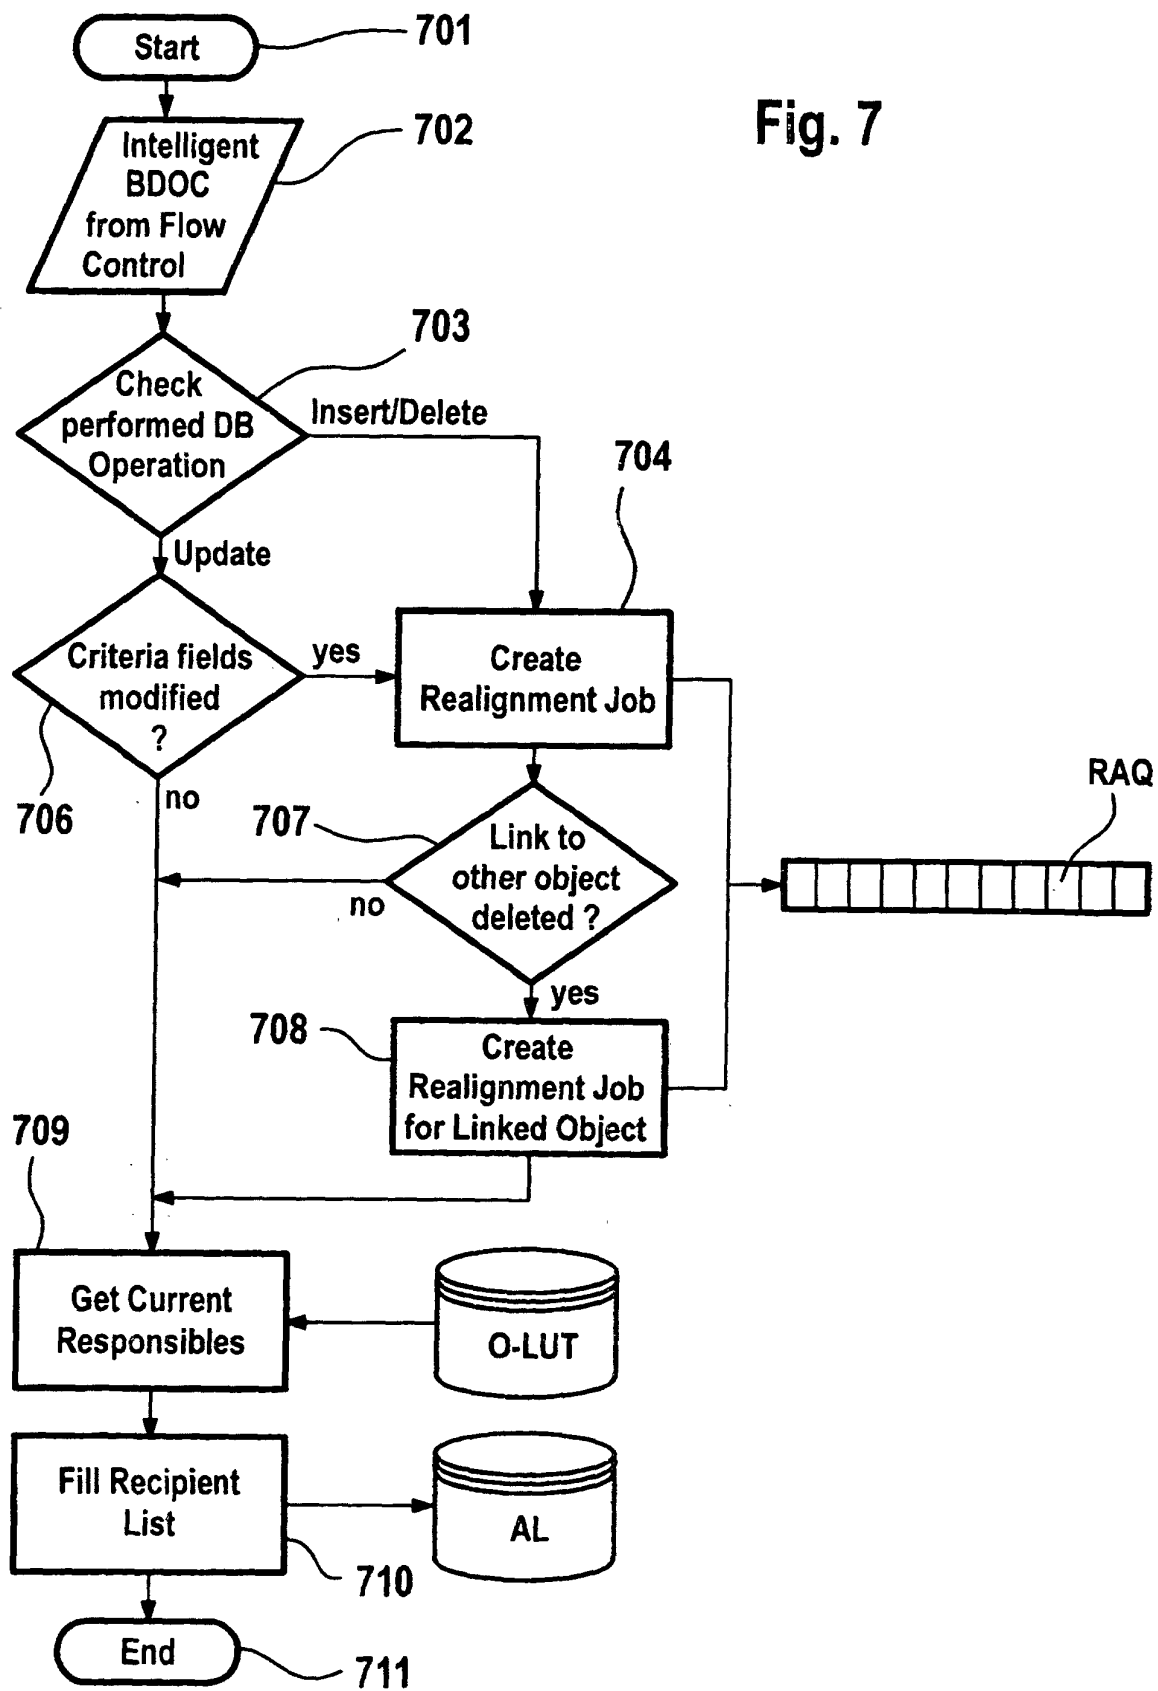 701
Start
Fig. 7
702
Intelligent
BDOC
from Flow
Control
703
Check
performed DB
Operation
Insert/Delete
704
Update
Criteria fields
modified
?
yes
Create
Realignment Job
706
no
RAQ
707
Link to
other object
deleted ?
no
yes
708
Create
Realignment Job
for Linked Object
709
Get Current
Responsibles
O-LUT
Fill Recipient
List
AL
710
End
711